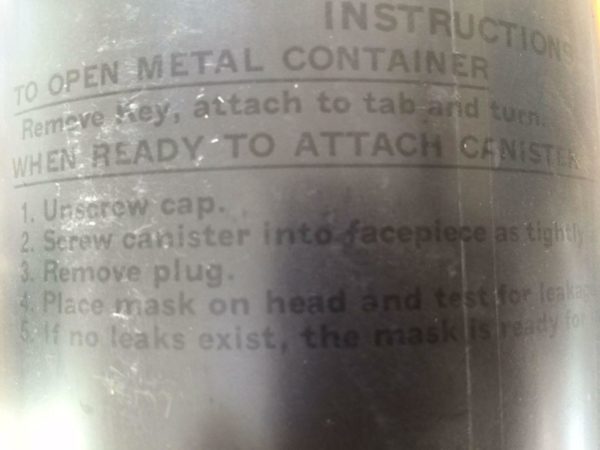 INSTRUCTIONS
TO OPEN METAL CONTAINER
Remove Key, attach to tab and turn.
WHEN READY TO ATTACH CANISTER
1. Unscrew cap.
2. Screw canister into facepiece as tightly
3. Remove plug.
4. Place mask on head and test for leakage
5. If no leaks exist, the mask is ready for